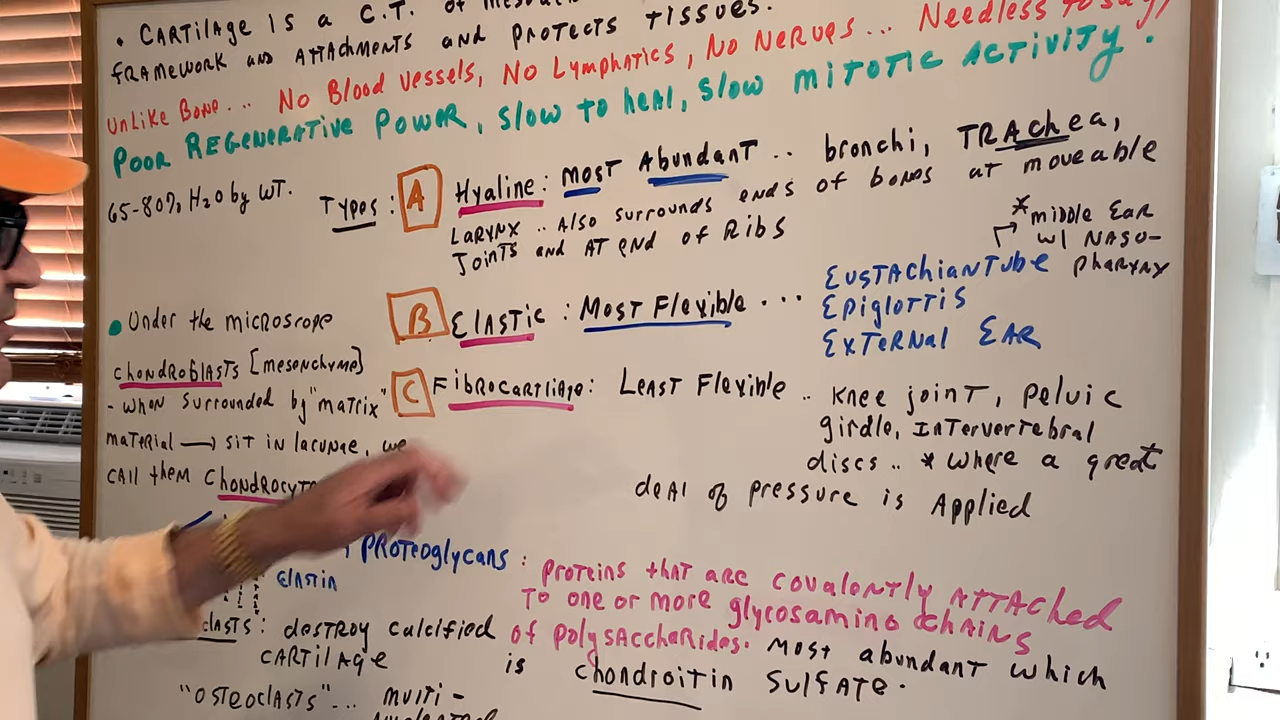 • CARTilAge is a C.T. of
fRAMEWORK AND ATTAchmENTS AND pROTECTS TissuES.
UNLiKE BONE... No Blood vessels, No Lymphatics, No NERVES... Needless to say,
POOR REGENERATIVE POWER, slow to heal, slow miTOTiC ACTiviTY.
65-80% H2O by WT.
Types: A Hyaline: MOST AbundanT .. bronchi, TRAchea,
LARYNX .. Also surrounds ends of bones at moveable
JoinTs and AT end of Ribs
* middle EAR
w/ NASO-
pharynx
B ElASTic: MosT Flexible ... EusTAchianTube
EpigloTTis
ExTERNAl EAR
C FibROCARTliAge: LEAST Flexible .. Knee joinT, pelvic
girdle, InTervertebral
discs .. * where a great
deAl of pressure is Applied
• Under the microscope
chondroblasTs [mesenchyme]
- when surrounded by "matrix"
maTerial → siT in lacunae, we
CAll them
PROTEOglycans: proteins thAT are covalently ATTAched
ElAsTin
To one or more glycosamino chains
of polysaccharides. Most abundant which
is chondroitin SulfATe.
destroy calcified
CARTilAge
"OsTeoclAsTs"... mulTi-